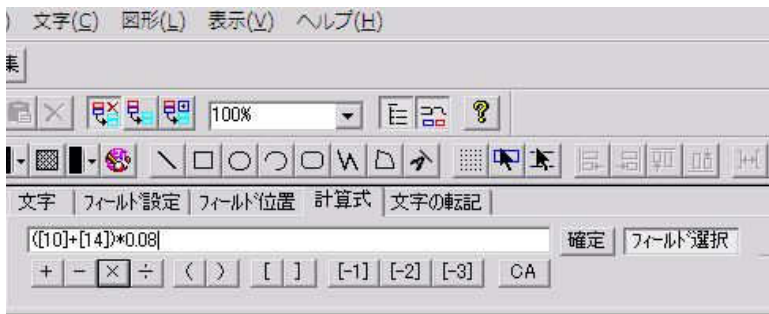 ) 文字(C) 図形(L) 表示(V) ヘルプ(H)
集
100%
文字 フィールド設定 フィールド位置 計算式 文字の転記
([10]+[14])*0.08
確定 フィールド選択
+ - × ÷ ( ) [ ] [-1] [-2] [-3] CA